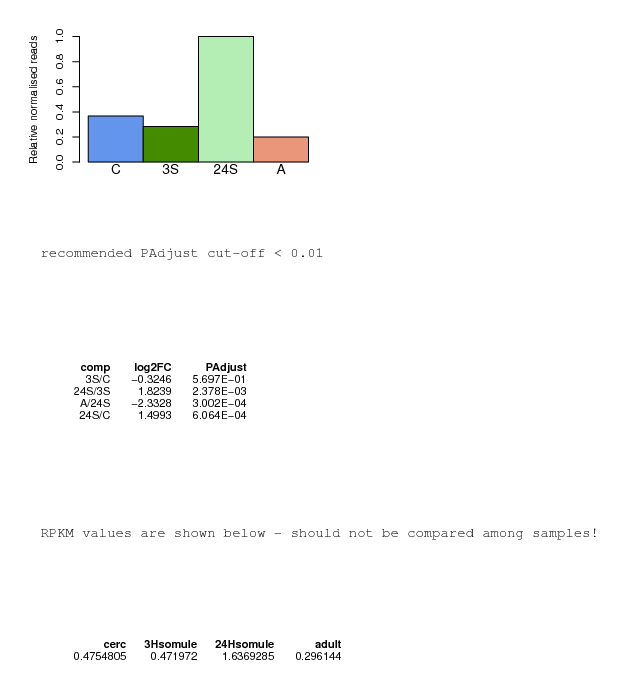 Relative normalised reads
1.0
0.8
0.6
0.4
0.2
0.0
C 3S 24S A
recommended PAdjust cut-off < 0.01
comp log2FC PAdjust
3S/C −0.3246 5.697E−01
24S/3S 1.8239 2.378E−03
A/24S −2.3328 3.002E−04
24S/C 1.4993 6.064E−04
RPKM values are shown below - should not be compared among samples!
cerc 3Hsomule 24Hsomule adult
0.4754805 0.471972 1.6369285 0.296144